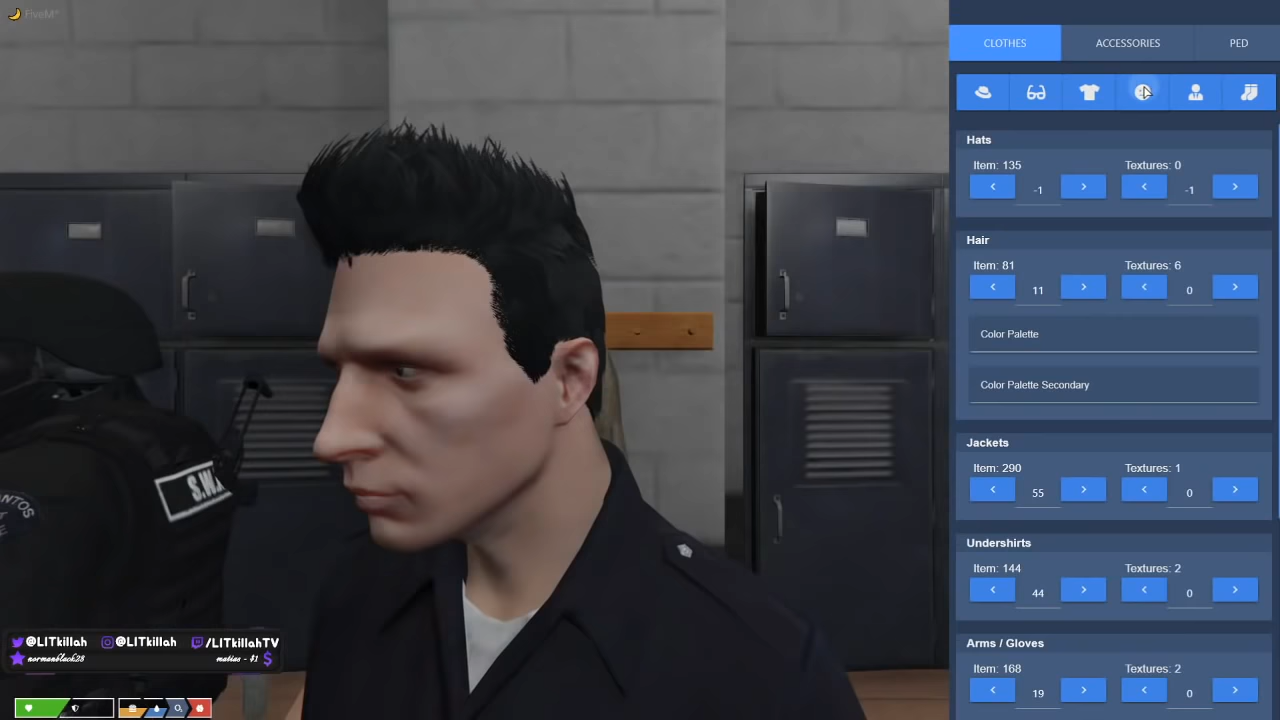 FiveM®
CLOTHES
ACCESSORIES
PED
Hats
Item: 135
Textures: 0
-1
-1
Hair
Item: 81
Textures: 6
11
0
Color Palette
Color Palette Secondary
Jackets
Item: 290
Textures: 1
55
0
Undershirts
Item: 144
Textures: 2
44
0
Arms / Gloves
Item: 168
Textures: 2
19
0
S.W.
@LITkillah @LITkillah /LITkillahTV
normanblack28
matias - $1